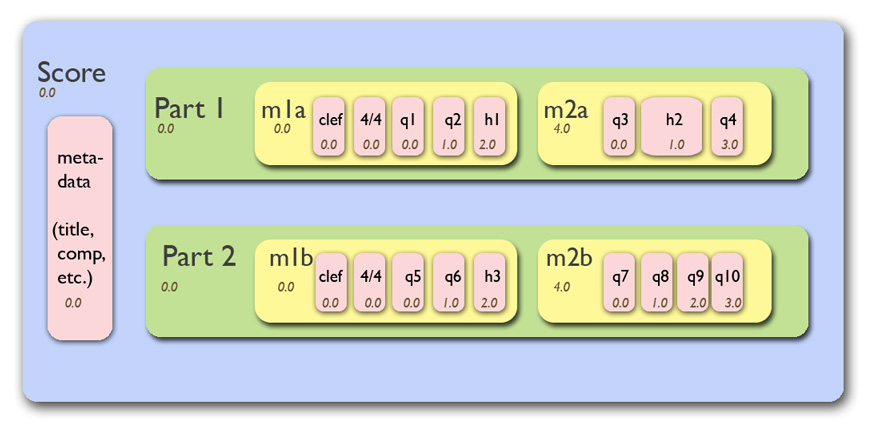 Score
0.0
meta-
data
(title,
comp,
etc.)
0.0
Part 1
0.0
m1a
0.0
clef 4/4 q1 q2 h1
0.0 0.0 0.0 1.0 2.0
m2a
4.0
q3 h2 q4
0.0 1.0 3.0
Part 2
0.0
m1b
0.0
clef 4/4 q5 q6 h3
0.0 0.0 0.0 1.0 2.0
m2b
4.0
q7 q8 q9 q10
0.0 1.0 2.0 3.0